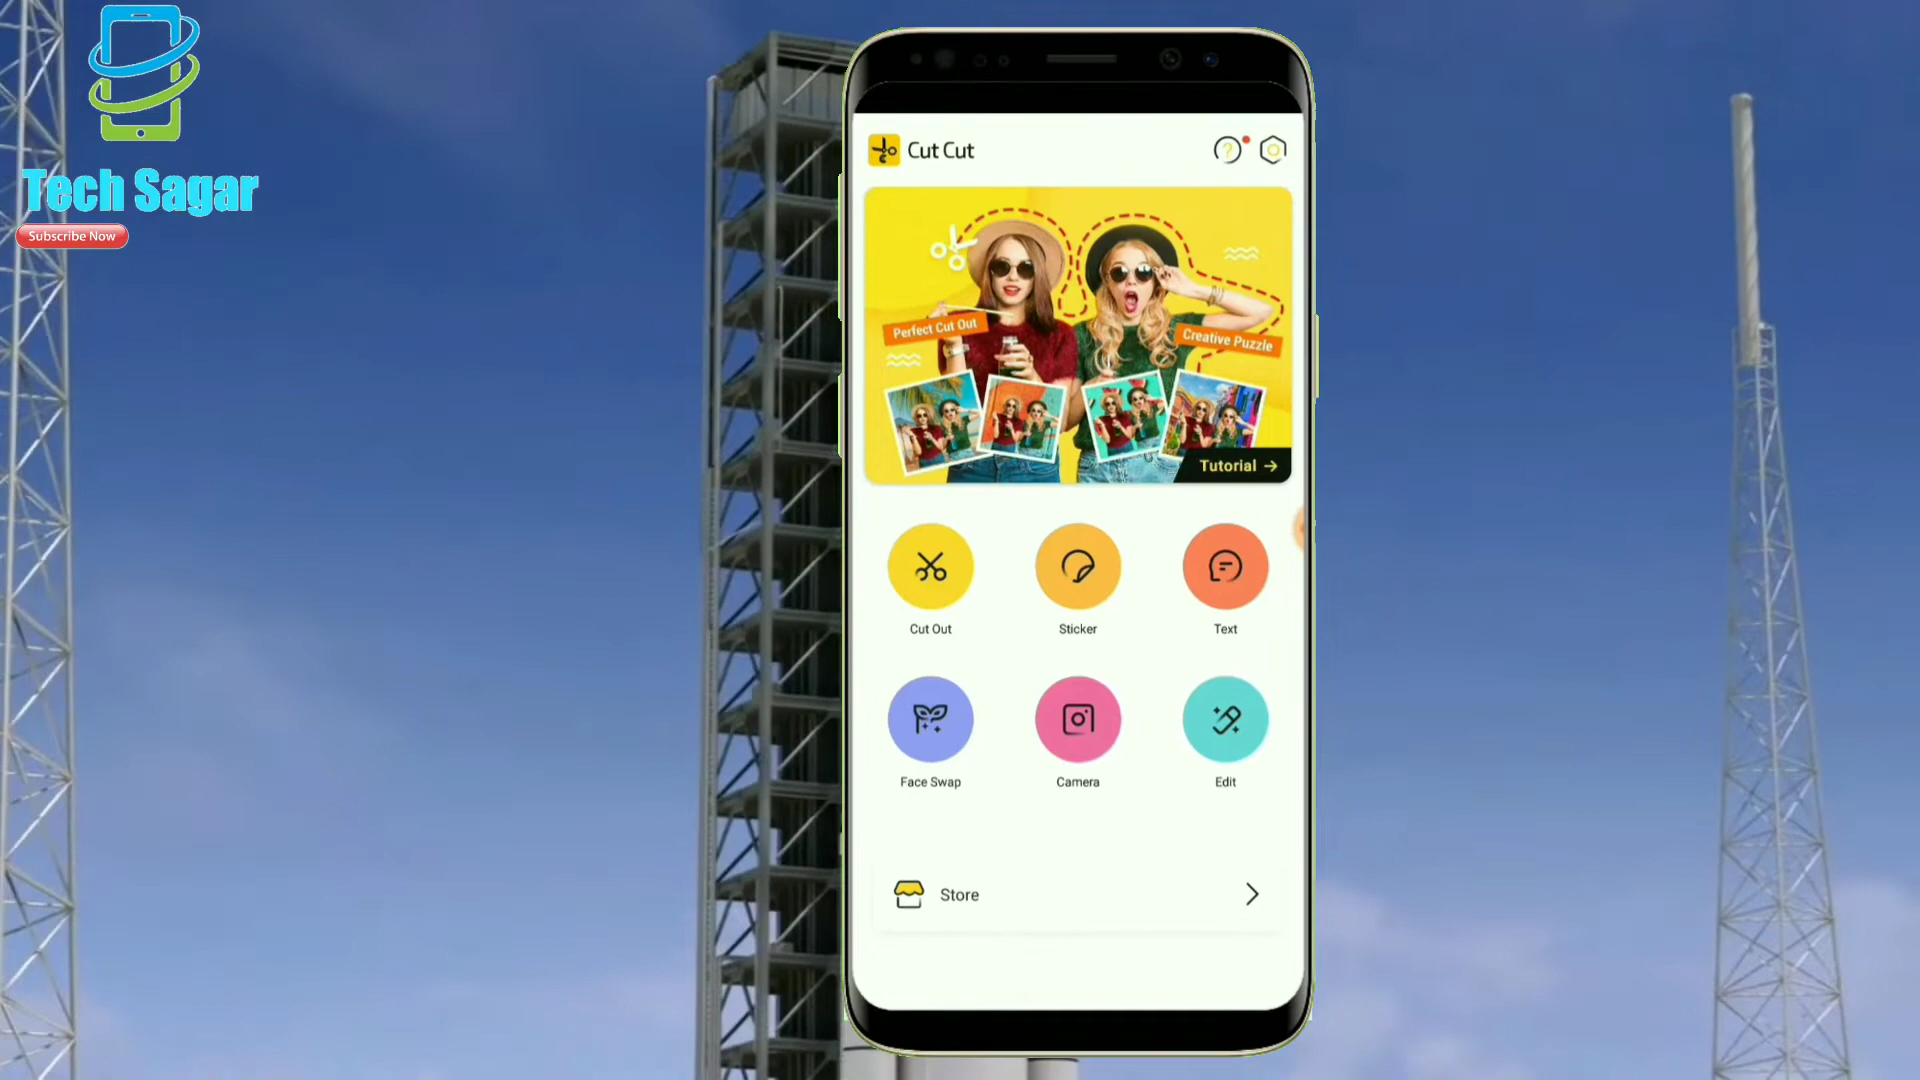 Tech Sagar
Subscribe Now
Cut Cut
Perfect Cut Out
Creative Puzzle
Tutorial →
Cut Out
Sticker
Text
Face Swap
Camera
Edit
Store